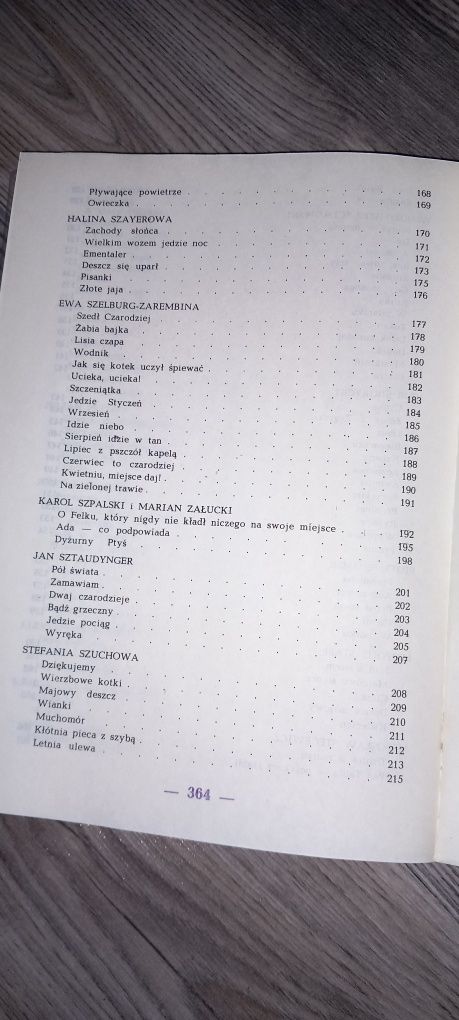 Pływające powietrze . . . . . . . . . . 168
Owieczka . . . . . . . . . . 169
HALINA SZAYEROWA
Zachody słońca . . . . . . . . . . 170
Wielkim wozem jedzie noc . . . . . . . . . . 171
Ementaler . . . . . . . . . . 172
Deszcz się uparł . . . . . . . . . . 173
Pisanki . . . . . . . . . . 175
Złote jaja . . . . . . . . . . 176
EWA SZELBURG-ZAREMBINA
Szedł Czarodziej . . . . . . . . . . 177
Żabia bajka . . . . . . . . . . 178
Lisia czapa . . . . . . . . . . 179
Wodnik . . . . . . . . . . 180
Jak się kotek uczył śpiewać . . . . . . . . . . 181
Ucieka, ucieka! . . . . . . . . . . 182
Szczeniątka . . . . . . . . . . 183
Jedzie Styczeń . . . . . . . . . . 184
Wrzesień . . . . . . . . . . 185
Idzie niebo . . . . . . . . . . 186
Sierpień idzie w tan . . . . . . . . . . 187
Lipiec z pszczół kapelą . . . . . . . . . . 188
Czerwiec to czarodziej . . . . . . . . . . 189
Kwietniu, miejsce daj! . . . . . . . . . . 190
Na zielonej trawie . . . . . . . . . . 191
KAROL SZPALSKI i MARIAN ZAŁUCKI
O Felku, który nigdy nie kładł niczego na swoje miejsce . . . 192
Ada — co podpowiada . . . . . . . . . . 195
Dyżurny Ptyś . . . . . . . . . . 198
JAN SZTAUDYNGER
Pół świata . . . . . . . . . . 201
Zamawiam . . . . . . . . . . 202
Dwaj czarodzieje . . . . . . . . . . 203
Bądź grzeczny . . . . . . . . . . 204
Jedzie pociąg . . . . . . . . . . 205
Wyręka . . . . . . . . . . 207
STEFANIA SZUCHOWA
Dziękujemy . . . . . . . . . . 208
Wierzbowe kotki . . . . . . . . . . 209
Majowy deszcz . . . . . . . . . . 210
Wianki . . . . . . . . . . 211
Muchomór . . . . . . . . . . 212
Kłótnia pieca z szybą . . . . . . . . . . 213
Letnia ulewa . . . . . . . . . . 215
— 364 —